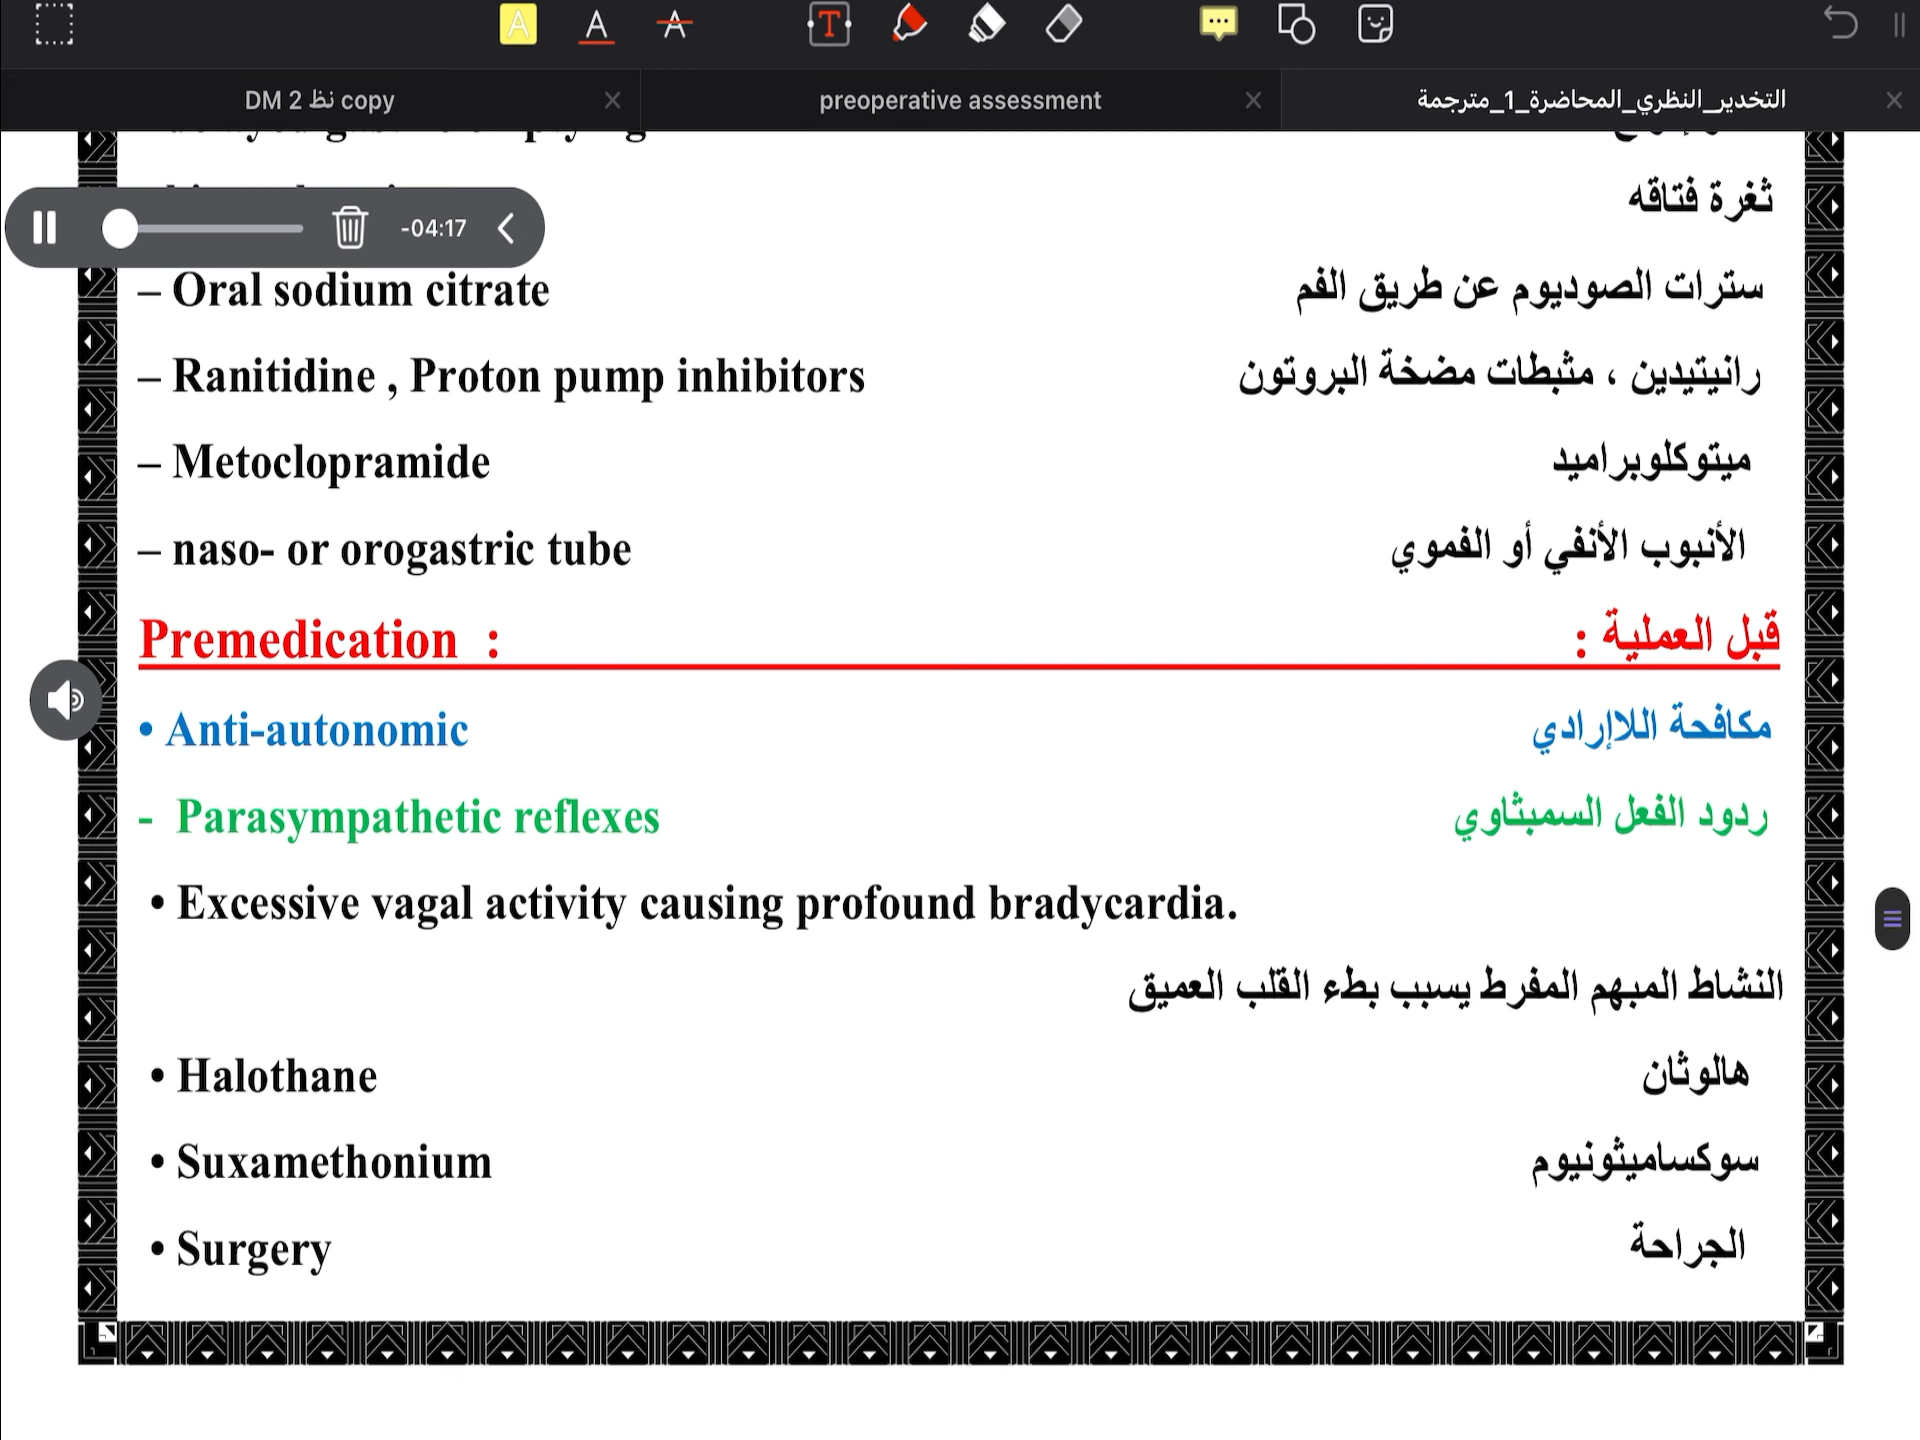 DM 2 نظ copy
preoperative assessment
التخدير_النظري_المحاضرة_1_مترجمة
ثغرة فتاقه
-04:17
– Oral sodium citrate سترات الصوديوم عن طريق الفم
– Ranitidine , Proton pump inhibitors رانيتيدين ، مثبطات مضخة البروتون
– Metoclopramide ميتوكلوبراميد
– naso- or orogastric tube الأنبوب الأنفي أو الفموي
Premedication : قبل العملية :
• Anti-autonomic مكافحة اللاإرادي
- Parasympathetic reflexes ردود الفعل السمبثاوي
• Excessive vagal activity causing profound bradycardia.
النشاط المبهم المفرط يسبب بطء القلب العميق
• Halothane هالوثان
• Suxamethonium سوكساميثونيوم
• Surgery الجراحة